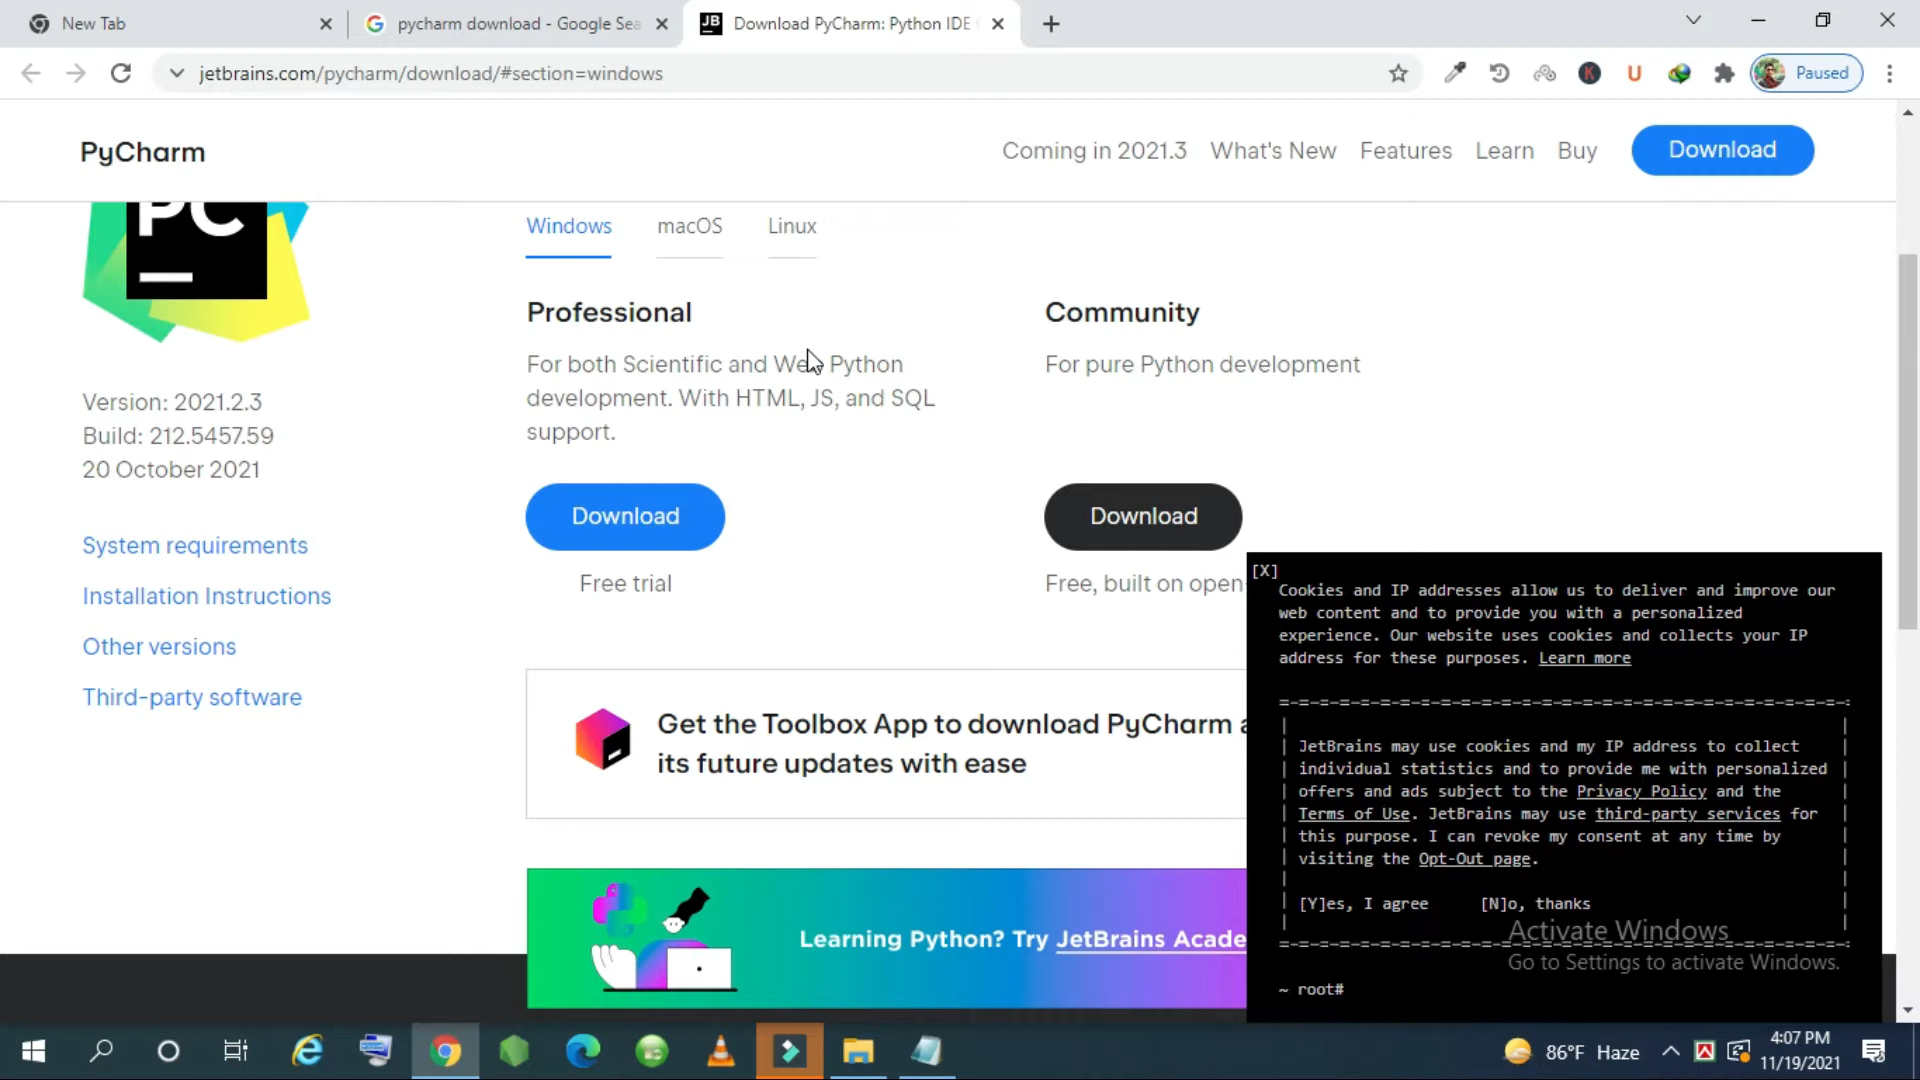 New Tab
pycharm download - Google Sea
JB
Download PyCharm: Python IDE
jetbrains.com/pycharm/download/#section=windows
K
U
Paused
PyCharm
Coming in 2021.3
What's New
Features
Learn
Buy
Download
PC
Windows
macOS
Linux
Professional
For both Scientific and Web Python
development. With HTML, JS, and SQL
support.
Download
Free trial
Community
For pure Python development
Download
Free, built on open-
Version: 2021.2.3
Build: 212.5457.59
20 October 2021
System requirements
Installation Instructions
Other versions
Third-party software
Get the Toolbox App to download PyCharm a
its future updates with ease
Learning Python? Try JetBrains Acade
[X]
Cookies and IP addresses allow us to deliver and improve our
web content and to provide you with a personalized
experience. Our website uses cookies and collects your IP
address for these purposes. Learn more
JetBrains may use cookies and my IP address to collect
individual statistics and to provide me with personalized
offers and ads subject to the Privacy Policy and the
Terms of Use. JetBrains may use third-party services for
this purpose. I can revoke my consent at any time by
visiting the Opt-Out page.
[Y]es, I agree [N]o, thanks
Activate Windows
Go to Settings to activate Windows.
~ root#
86°F Haze
4:07 PM
11/19/2021